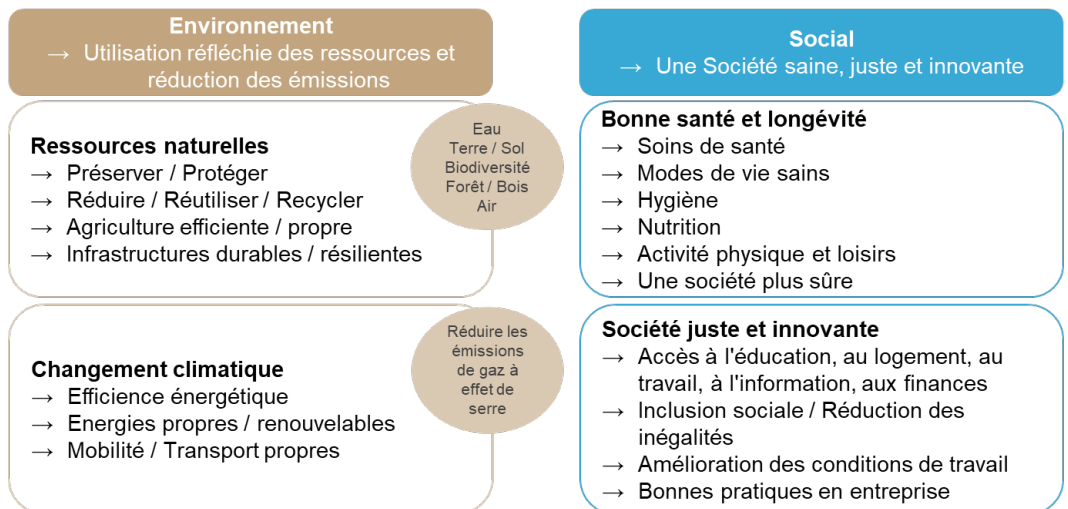 Environnement
→ Utilisation réfléchie des ressources et
réduction des émissions
Ressources naturelles
→ Préserver / Protéger
→ Réduire / Réutiliser / Recycler
→ Agriculture efficiente / propre
→ Infrastructures durables / résilientes
Eau
Terre / Sol
Biodiversité
Forêt / Bois
Air
Changement climatique
→ Efficience énergétique
→ Energies propres / renouvelables
→ Mobilité / Transport propres
Réduire les
émissions
de gaz à
effet de
serre
Social
→ Une Société saine, juste et innovante
Bonne santé et longévité
→ Soins de santé
→ Modes de vie sains
→ Hygiène
→ Nutrition
→ Activité physique et loisirs
→ Une société plus sûre
Société juste et innovante
→ Accès à l'éducation, au logement, au
travail, à l'information, aux finances
→ Inclusion sociale / Réduction des
inégalités
→ Amélioration des conditions de travail
→ Bonnes pratiques en entreprise